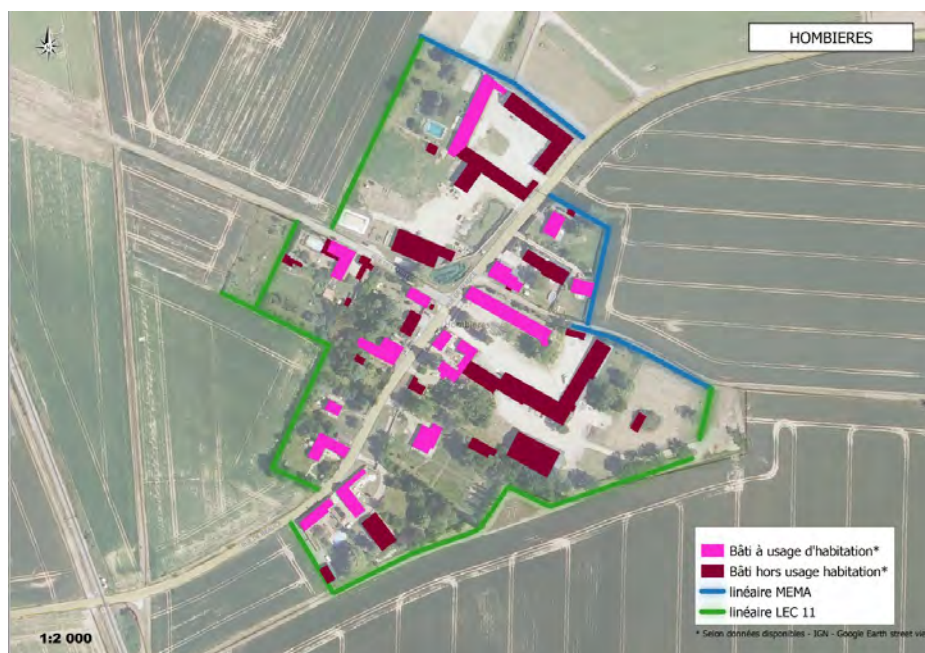 HOMBIERES
Bâti à usage d'habitation*
Bâti hors usage habitation*
linéaire MEMA
linéaire LEC 11
* Selon données disponibles - IGN - Google Earth street vie
1:2 000